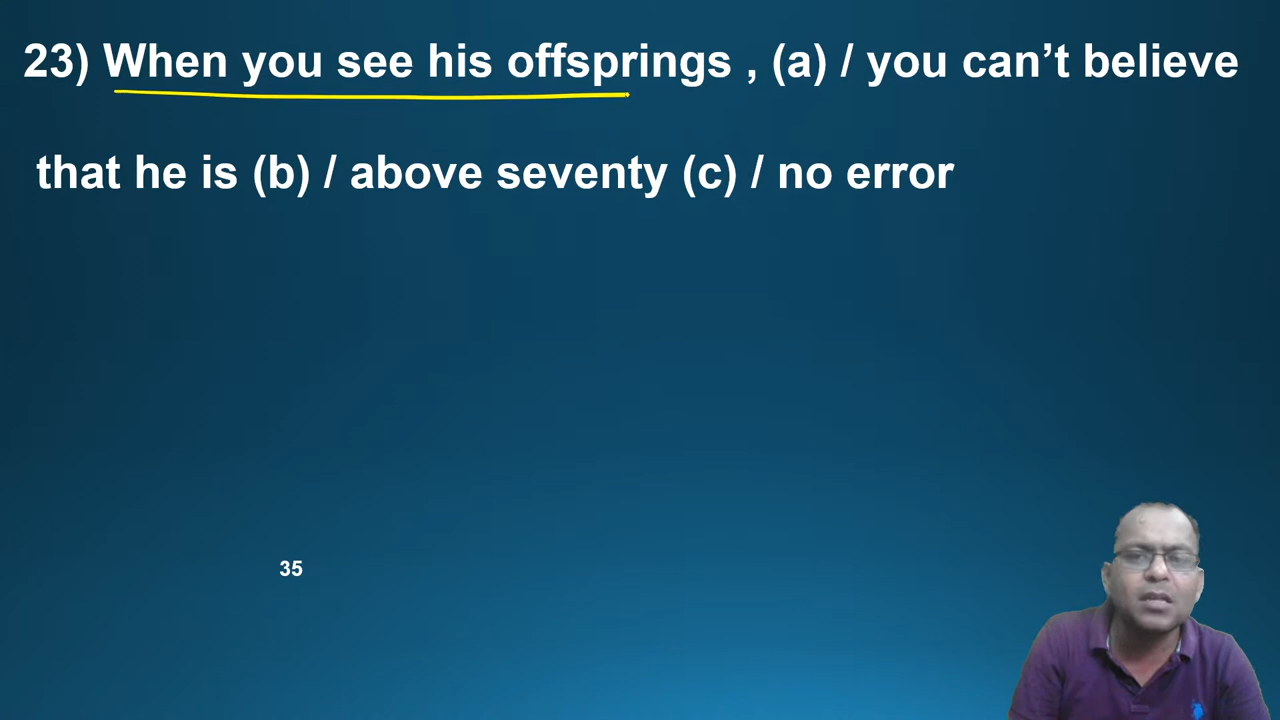 23) When you see his offsprings , (a) / you can’t believe
that he is (b) / above seventy (c) / no error
35